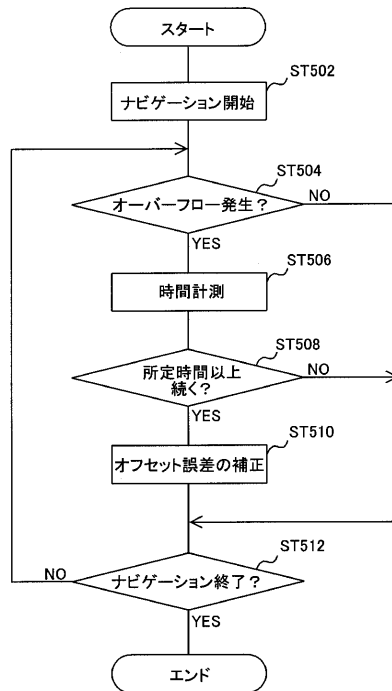 スタート
ST502
ナビゲーション開始
ST504
オーバーフロー発生？
NO
YES
ST506
時間計測
ST508
所定時間以上
続く？
NO
YES
ST510
オフセット誤差の補正
ST512
ナビゲーション終了？
NO
YES
エンド